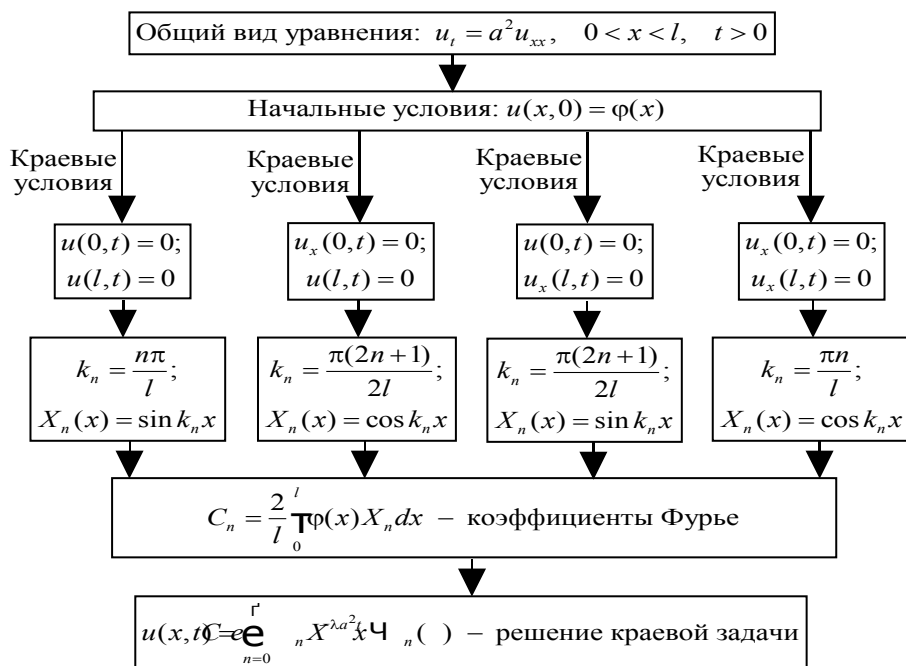 Общий вид уравнения: u_t = a²u_xx, 0 < x < l, t > 0
Начальные условия: u(x,0) = φ(x)
Краевые условия
Краевые условия
Краевые условия
Краевые условия
u(0,t) = 0;
u(l,t) = 0
u_x(0,t) = 0;
u(l,t) = 0
u(0,t) = 0;
u_x(l,t) = 0
u_x(0,t) = 0;
u_x(l,t) = 0
k_n = nπ/l;
X_n(x) = sin k_n x
k_n = π(2n+1)/2l;
X_n(x) = cos k_n x
k_n = π(2n+1)/2l;
X_n(x) = sin k_n x
k_n = πn/l;
X_n(x) = cos k_n x
C_n = 2/l т_0^l φ(x)X_n dx – коэффициенты Фурье
– решение краевой задачи